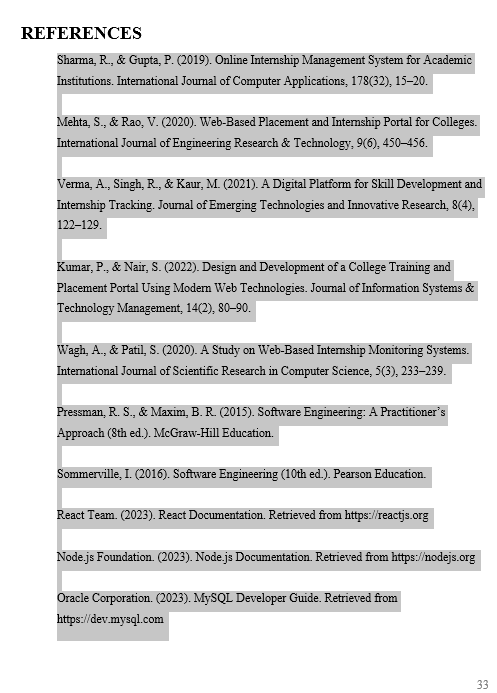 REFERENCES
Sharma, R., & Gupta, P. (2019). Online Internship Management System for Academic
Institutions. International Journal of Computer Applications, 178(32), 15–20.
Mehta, S., & Rao, V. (2020). Web-Based Placement and Internship Portal for Colleges.
International Journal of Engineering Research & Technology, 9(6), 450–456.
Verma, A., Singh, R., & Kaur, M. (2021). A Digital Platform for Skill Development and
Internship Tracking. Journal of Emerging Technologies and Innovative Research, 8(4),
122–129.
Kumar, P., & Nair, S. (2022). Design and Development of a College Training and
Placement Portal Using Modern Web Technologies. Journal of Information Systems &
Technology Management, 14(2), 80–90.
Wagh, A., & Patil, S. (2020). A Study on Web-Based Internship Monitoring Systems.
International Journal of Scientific Research in Computer Science, 5(3), 233–239.
Pressman, R. S., & Maxim, B. R. (2015). Software Engineering: A Practitioner’s
Approach (8th ed.). McGraw-Hill Education.
Sommerville, I. (2016). Software Engineering (10th ed.). Pearson Education.
React Team. (2023). React Documentation. Retrieved from https://reactjs.org
Node.js Foundation. (2023). Node.js Documentation. Retrieved from https://nodejs.org
Oracle Corporation. (2023). MySQL Developer Guide. Retrieved from
https://dev.mysql.com
33